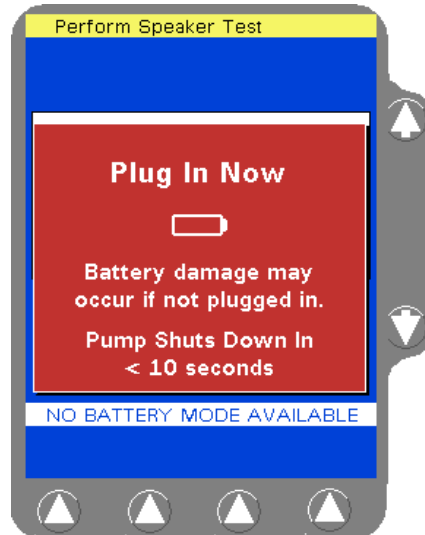 Perform Speaker Test
Plug In Now
Battery damage may
occur if not plugged in.
Pump Shuts Down In
< 10 seconds
NO BATTERY MODE AVAILABLE